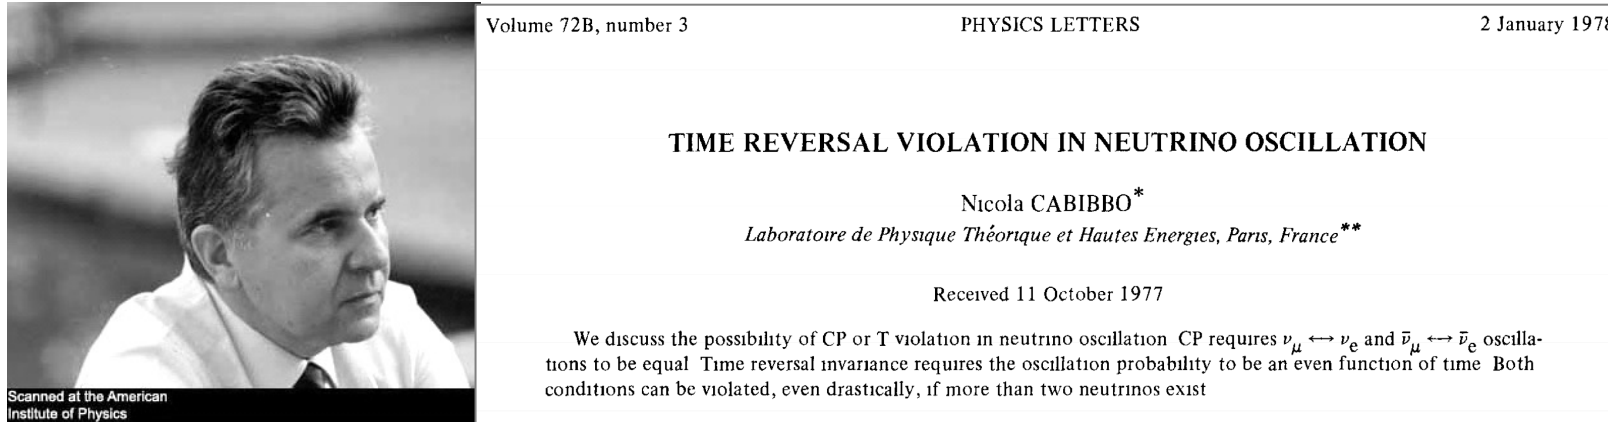 Volume 72B, number 3 PHYSICS LETTERS 2 January 1978
TIME REVERSAL VIOLATION IN NEUTRINO OSCILLATION
Nicola CABIBBO*
Laboratoire de Physique Théorique et Hautes Energies, Paris, France**
Received 11 October 1977
We discuss the possibility of CP or T violation in neutrino oscillation CP requires ν_μ ↔ ν_e and ν̄_μ ↔ ν̄_e oscilla-
tions to be equal Time reversal invariance requires the oscillation probability to be an even function of time Both
conditions can be violated, even drastically, if more than two neutrinos exist
Scanned at the American
Institute of Physics